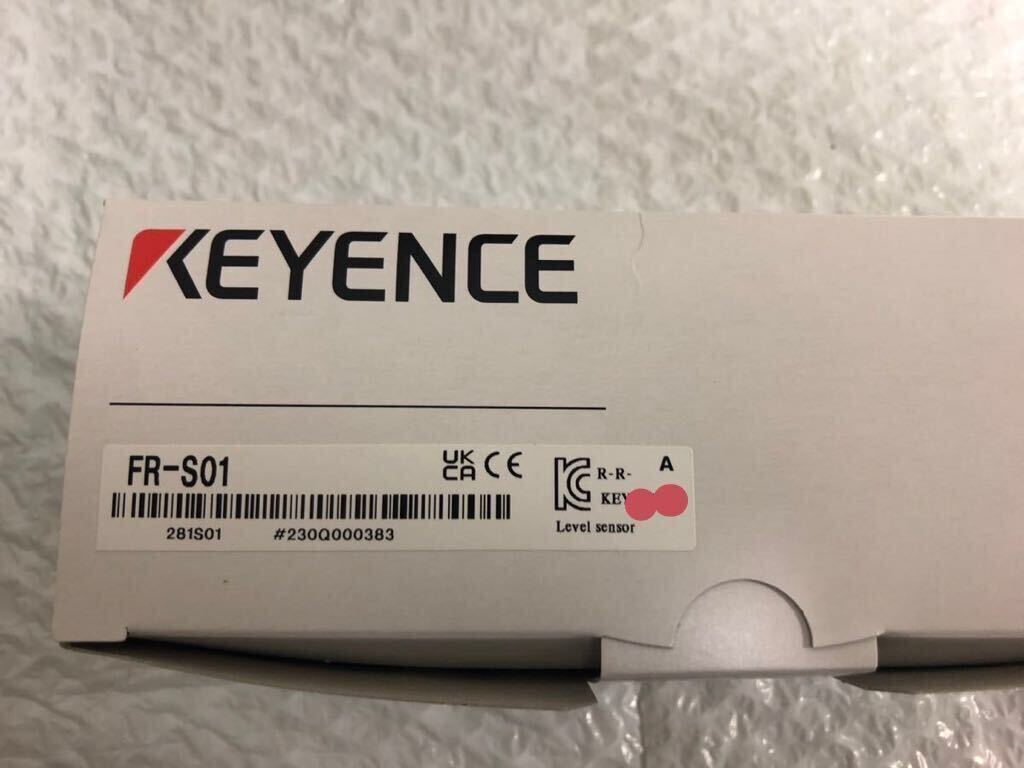 KEYENCE
FR-S01
UK
CA
CE
R-R-
A
KEY
281S01 #230Q000383
Level sensor